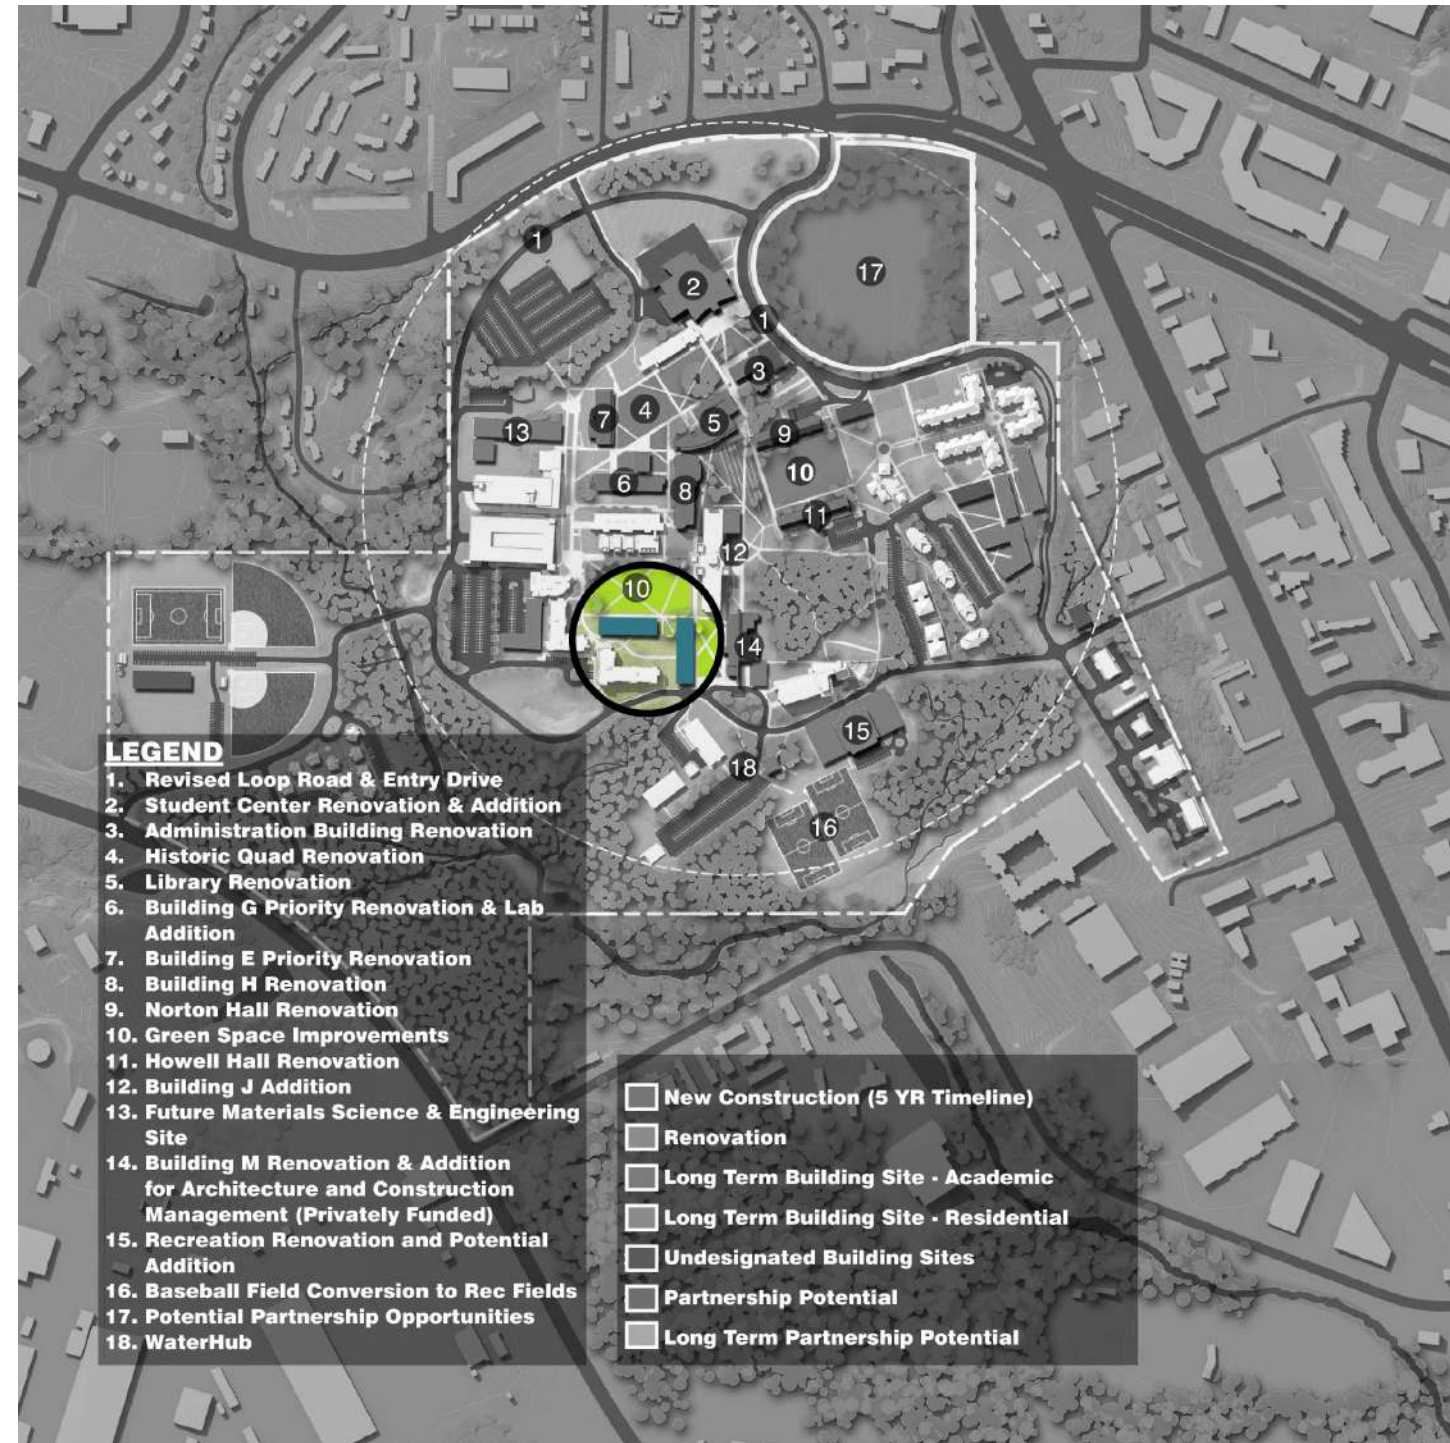 1
17
2
1
3
4
7
5
13
9
10
6
8
11
12
10
14
15
18
16
LEGEND
1. Revised Loop Road & Entry Drive
2. Student Center Renovation & Addition
3. Administration Building Renovation
4. Historic Quad Renovation
5. Library Renovation
6. Building G Priority Renovation & Lab
Addition
7. Building E Priority Renovation
8. Building H Renovation
9. Norton Hall Renovation
10. Green Space Improvements
11. Howell Hall Renovation
12. Building J Addition
13. Future Materials Science & Engineering
Site
14. Building M Renovation & Addition
for Architecture and Construction
Management (Privately Funded)
15. Recreation Renovation and Potential
Addition
16. Baseball Field Conversion to Rec Fields
17. Potential Partnership Opportunities
18. WaterHub
New Construction (5 YR Timeline)
Renovation
Long Term Building Site - Academic
Long Term Building Site - Residential
Undesignated Building Sites
Partnership Potential
Long Term Partnership Potential